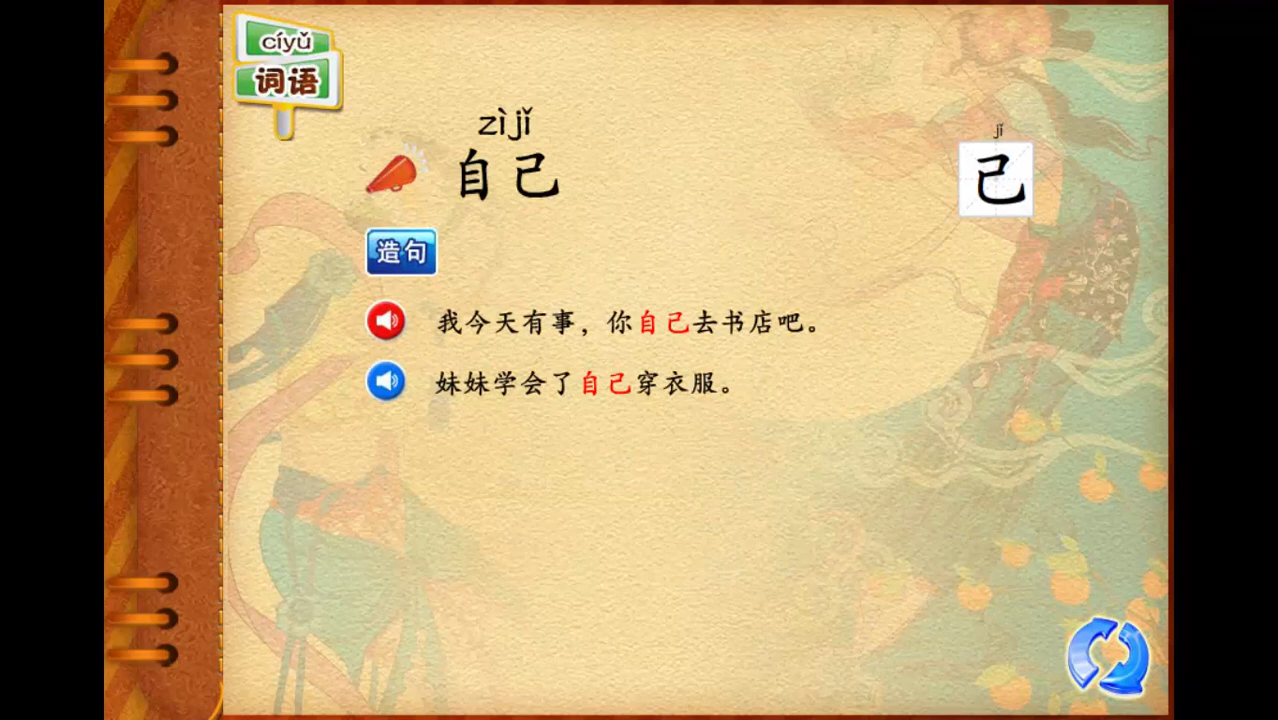 cíyǔ
词语
zìjǐ
自己
jǐ
己
造句
我今天有事，你自己去书店吧。
妹妹学会了自己穿衣服。